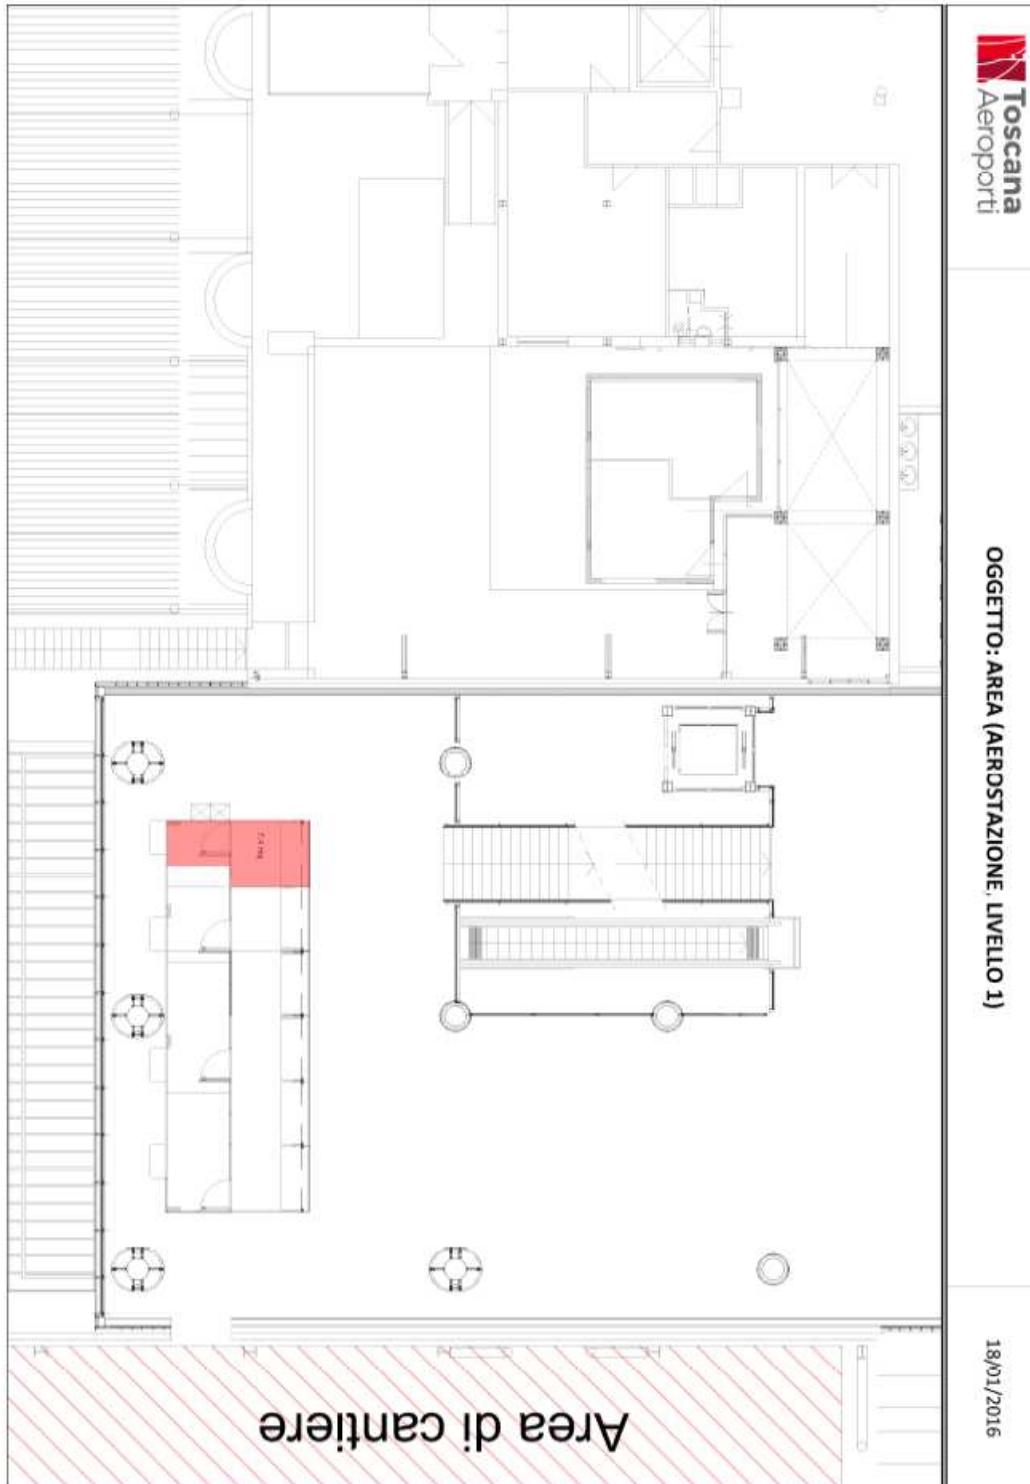 Toscana
Aeroporti
OGGETTO: AREA (AEROSTAZIONE, LIVELLO 1)
18/01/2016
Area di cantiere